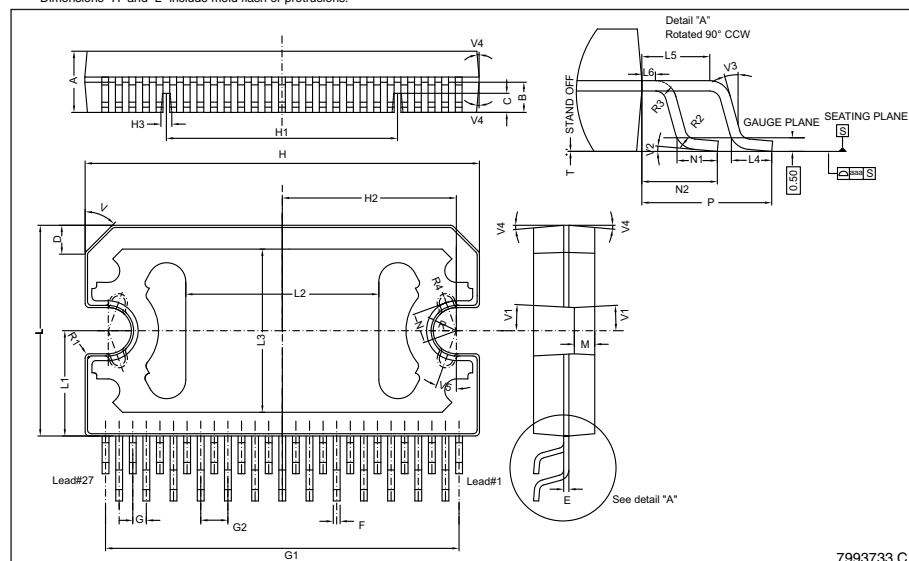 Dimensions "H" and "L" include mold flash or protrusions.
Detail "A"
Rotated 90° CCW
L5
L6
V3
R3
R2
STAND OFF
T
GAUGE PLANE
SEATING PLANE
S
V2
N1
L4
0.50
aaa S
N2
P
V4
A
B
C
V4
H3
H1
H
H2
V
D
V4
V4
R4
L2
L
L3
N
R
V1
V1
R1
L1
M
V5
Lead#27
Lead#1
G
G2
F
E
See detail "A"
G1
7993733 C